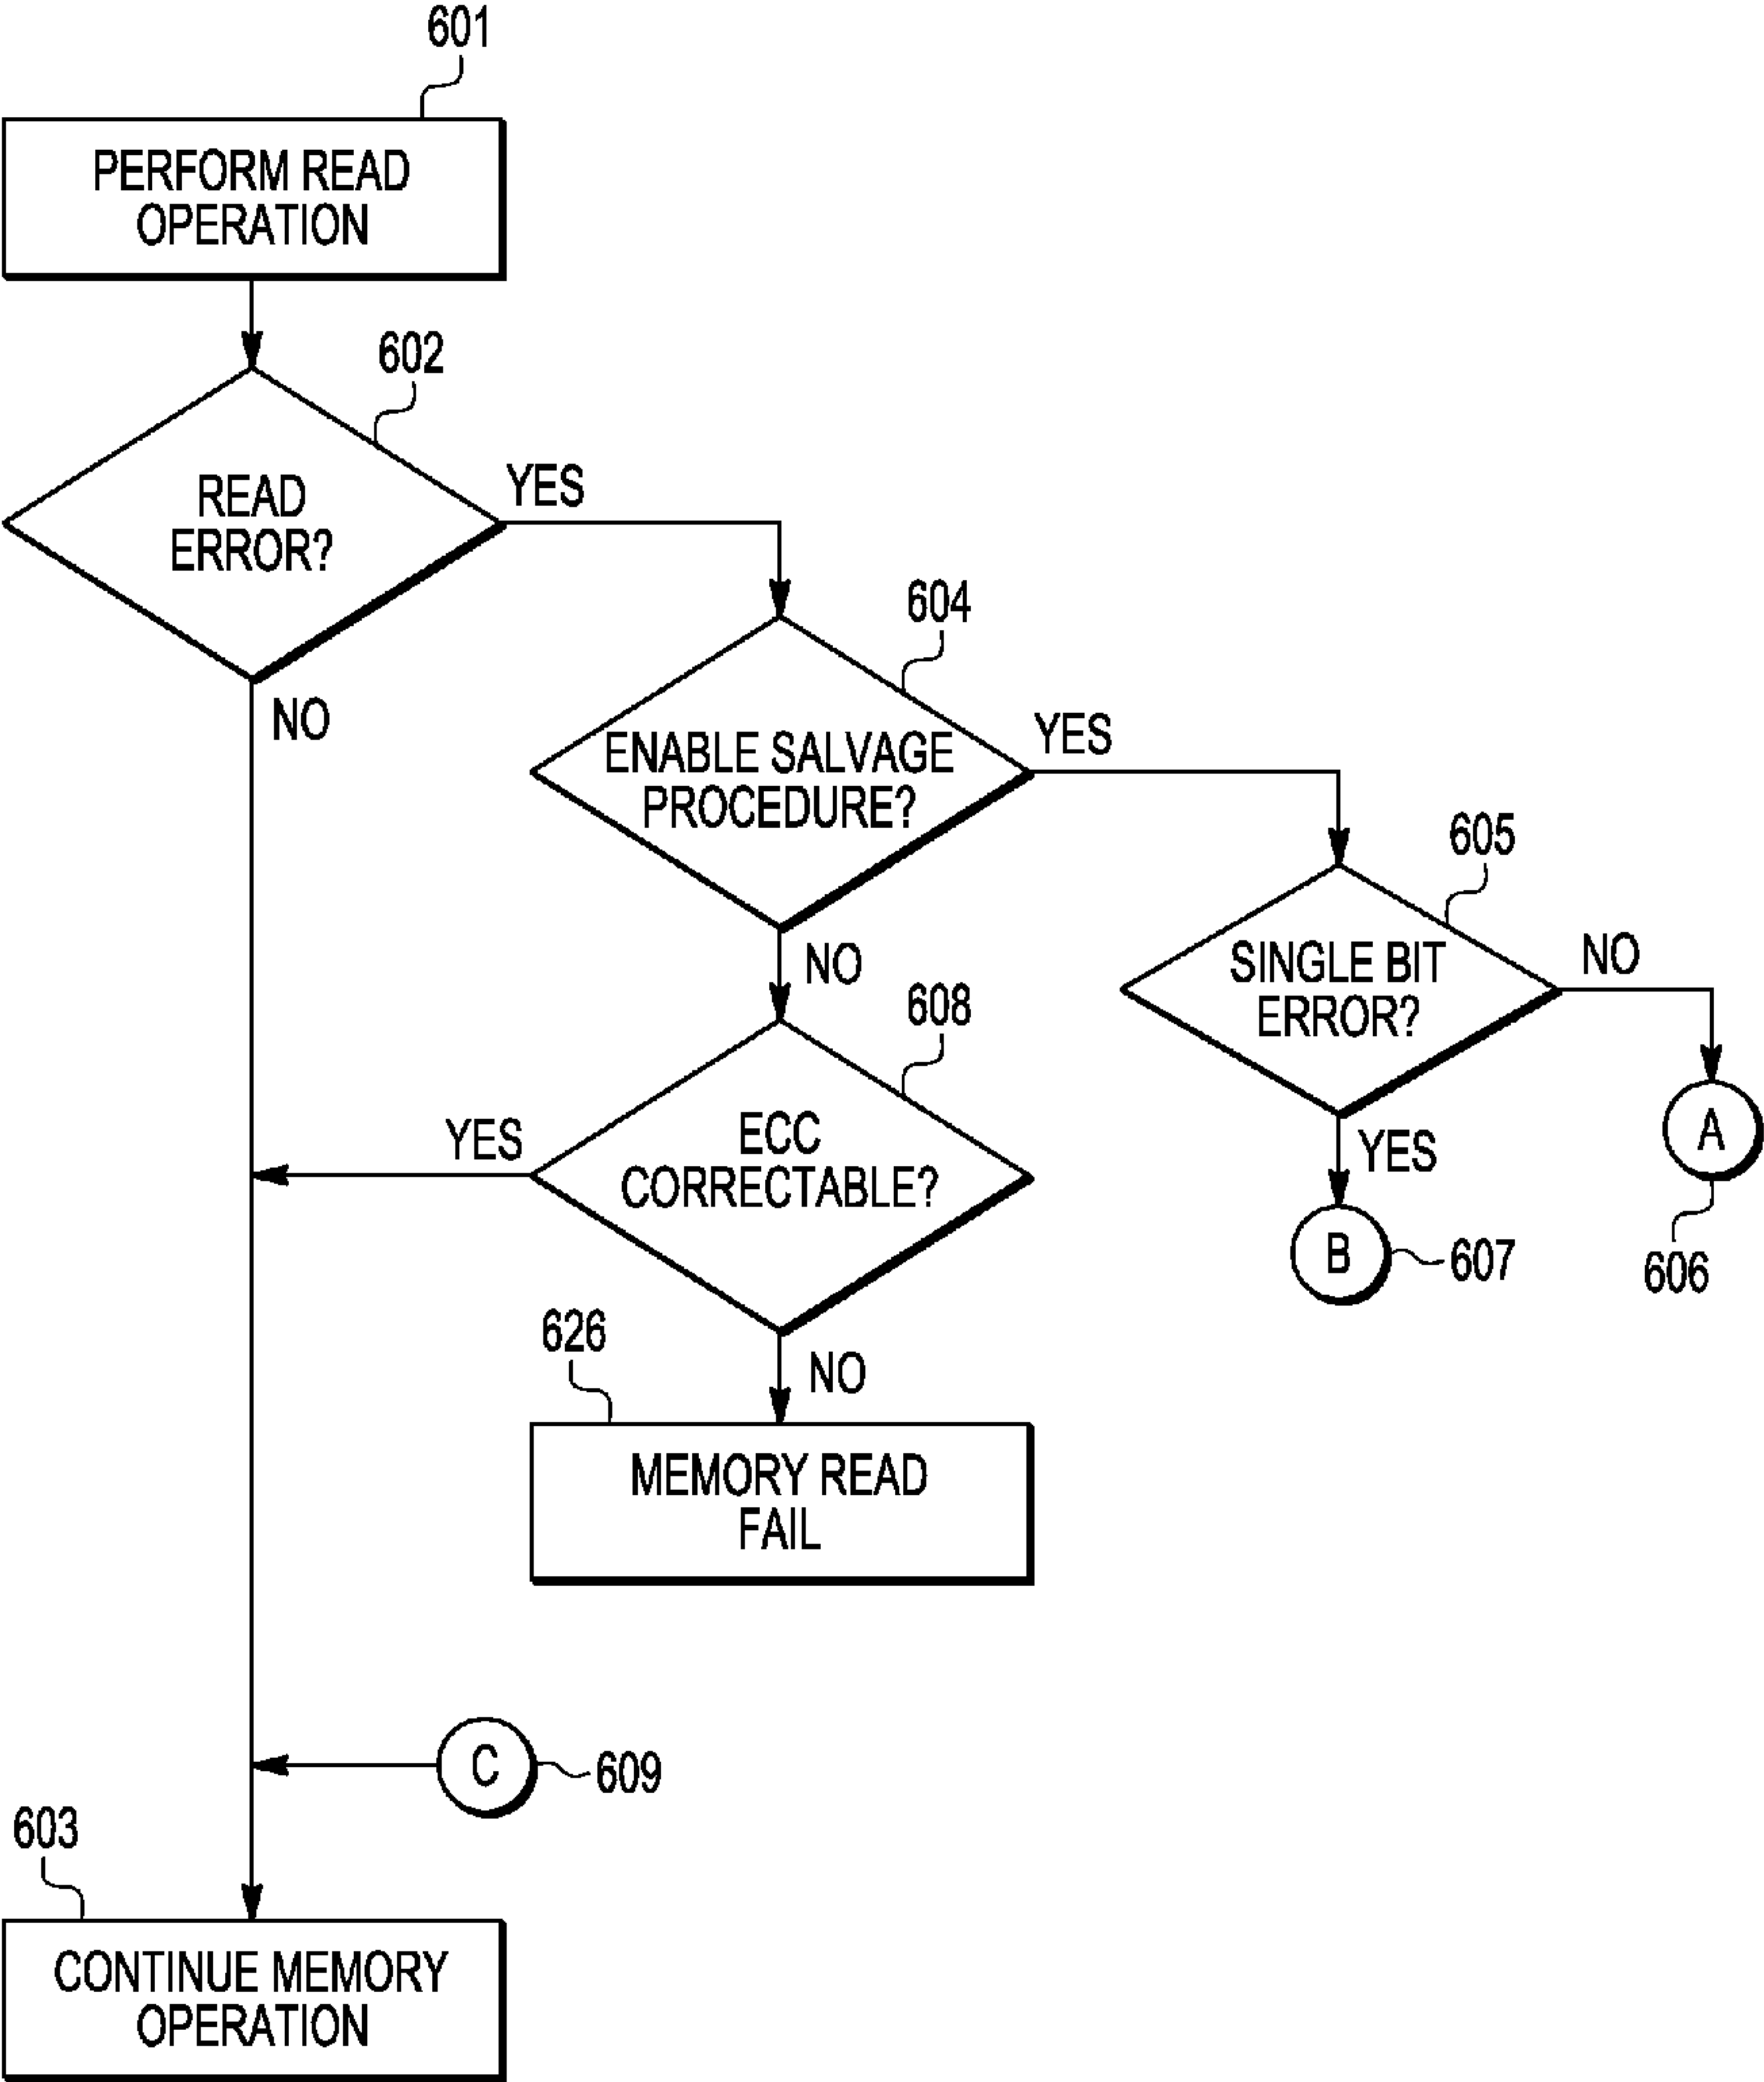 601
PERFORM READ
OPERATION
602
READ
ERROR?
YES
NO
604
ENABLE SALVAGE
PROCEDURE?
YES
NO
605
SINGLE BIT
ERROR?
NO
YES
A
606
B
607
608
ECC
CORRECTABLE?
YES
NO
626
MEMORY READ
FAIL
C
609
603
CONTINUE MEMORY
OPERATION